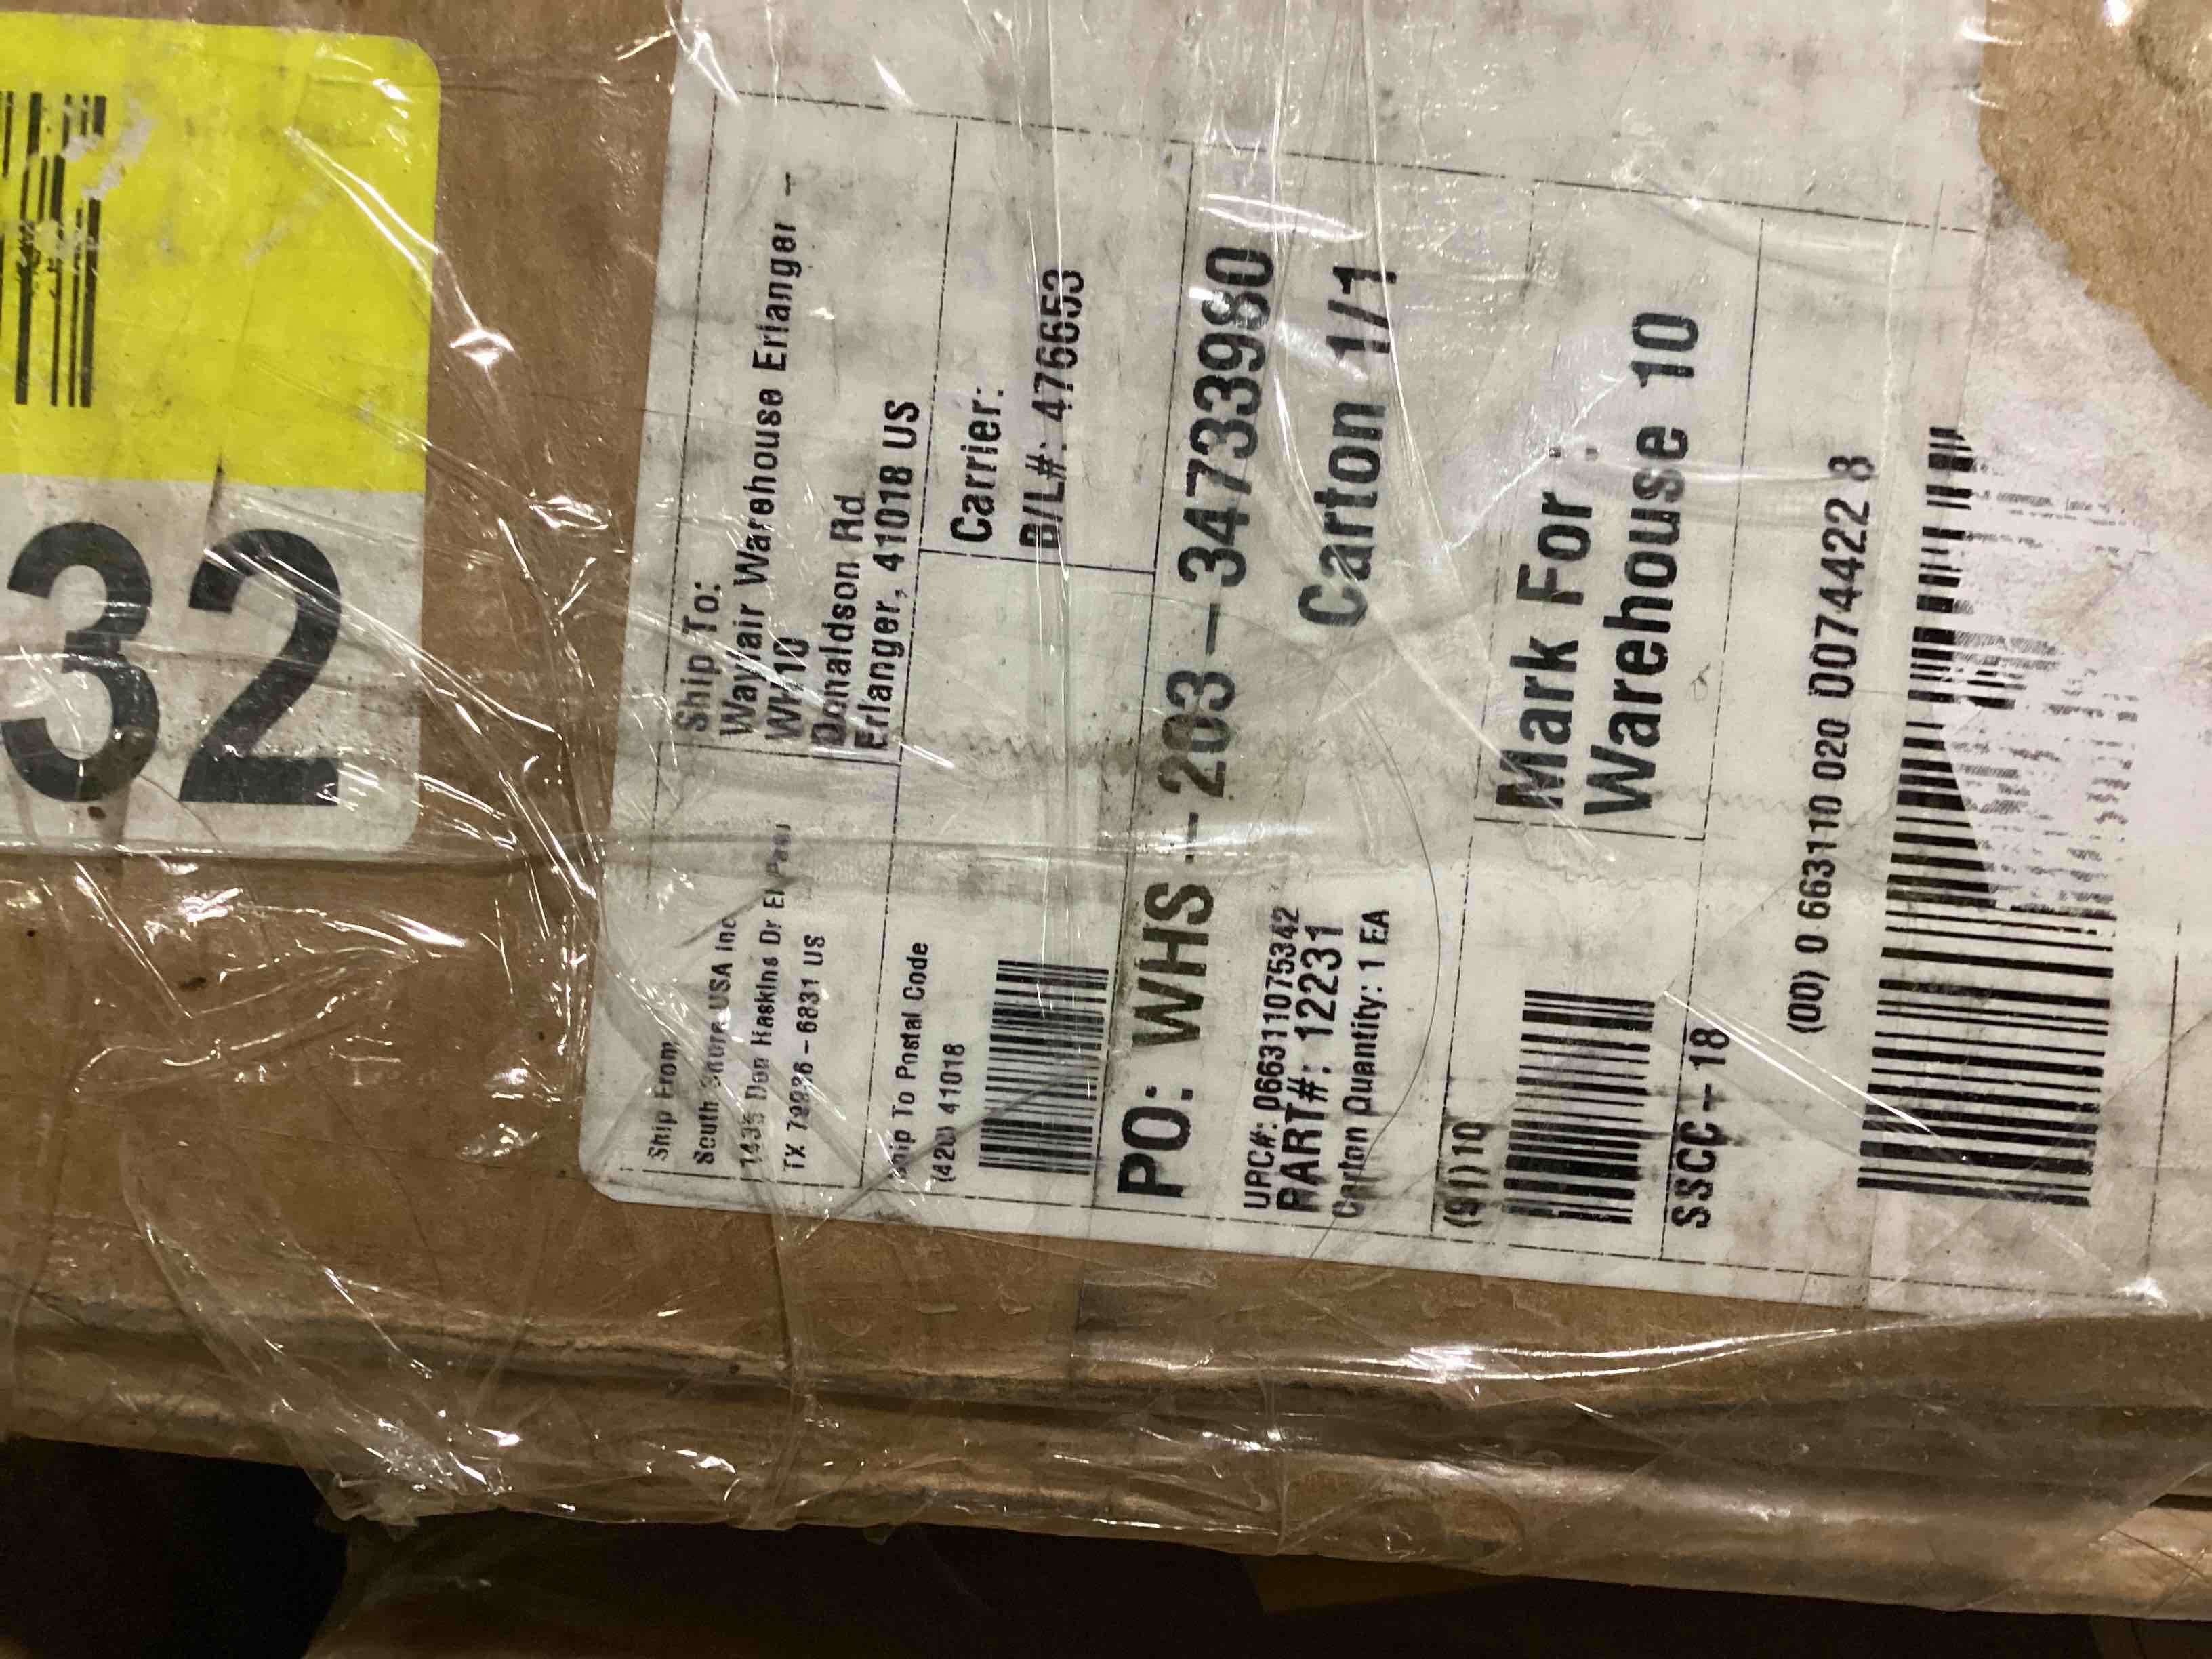 32
Ship From
South Shore USA Inc
1435 Don Haskins Dr El Paso
TX 79936-6831 US
Ship To:
Wayfair Warehouse Erlanger -
WH10
Donaldson Rd
Erlanger, 41018 US
Ship To Postal Code
(420) 41018
Carrier:
B/L#: 476653
PO: WHS-203-34733980
UPC#: 066311075342
PART#: 12231
Carton Quantity: 1 EA
Carton 1/1
(91)10
Mark For :
Warehouse 10
SSCC-18
(00) 0 663110 020 0074422 8